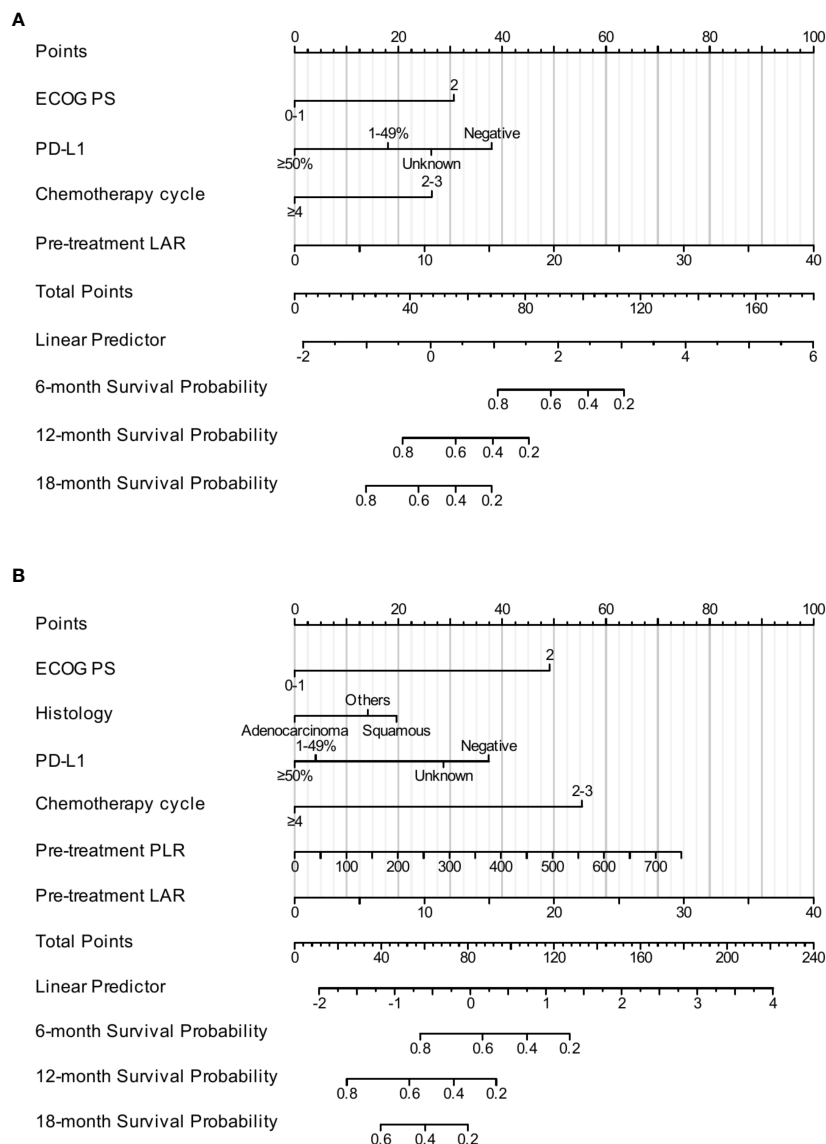 A
Points
0 20 40 60 80 100
ECOG PS
2
0-1
PD-L1
1-49% Negative
≥50% Unknown
Chemotherapy cycle
2-3
≥4
Pre-treatment LAR
0 10 20 30 40
Total Points
0 40 80 120 160
Linear Predictor
-2 0 2 4 6
6-month Survival Probability
0.8 0.6 0.4 0.2
12-month Survival Probability
0.8 0.6 0.4 0.2
18-month Survival Probability
0.8 0.6 0.4 0.2
B
Points
0 20 40 60 80 100
ECOG PS
2
0-1
Histology
Others
Adenocarcinoma Squamous
PD-L1
1-49% Negative
≥50% Unknown
Chemotherapy cycle
2-3
≥4
Pre-treatment PLR
0 100 200 300 400 500 600 700
Pre-treatment LAR
0 10 20 30 40
Total Points
0 40 80 120 160 200 240
Linear Predictor
-2 -1 0 1 2 3 4
6-month Survival Probability
0.8 0.6 0.4 0.2
12-month Survival Probability
0.8 0.6 0.4 0.2
18-month Survival Probability
0.6 0.4 0.2